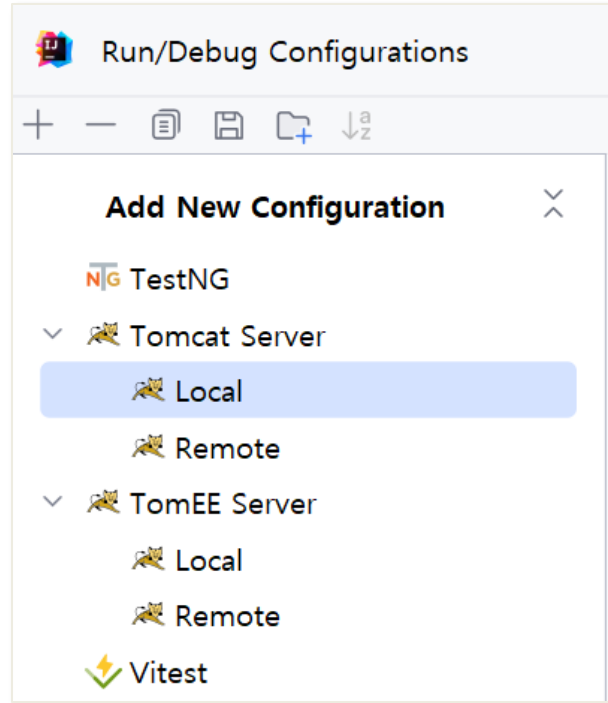 Run/Debug Configurations
Add New Configuration
TestNG
Tomcat Server
Local
Remote
TomEE Server
Local
Remote
Vitest